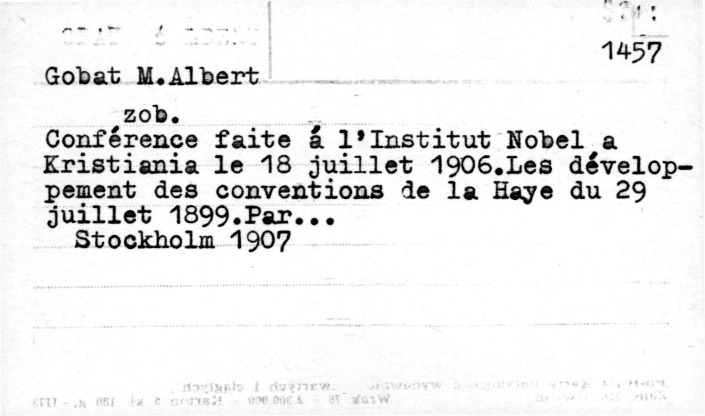 1457
Gobat M.Albert
zob.
Conférence faite á l'Institut Nobel a
Kristiania le 18 juillet 1906.Les dévelop-
pement des conventions de la Haye du 29
juillet 1899.Par...
Stockholm 1907